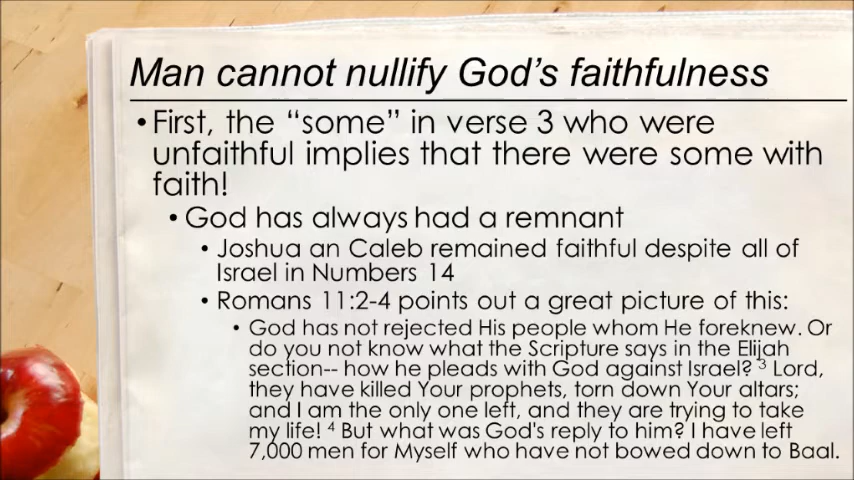 Man cannot nullify God’s faithfulness
• First, the “some” in verse 3 who were
unfaithful implies that there were some with
faith!
• God has always had a remnant
• Joshua an Caleb remained faithful despite all of
Israel in Numbers 14
• Romans 11:2-4 points out a great picture of this:
• God has not rejected His people whom He foreknew. Or
do you not know what the Scripture says in the Elijah
section-- how he pleads with God against Israel? ³ Lord,
they have killed Your prophets, torn down Your altars;
and I am the only one left, and they are trying to take
my life! ⁴ But what was God's reply to him? I have left
7,000 men for Myself who have not bowed down to Baal.